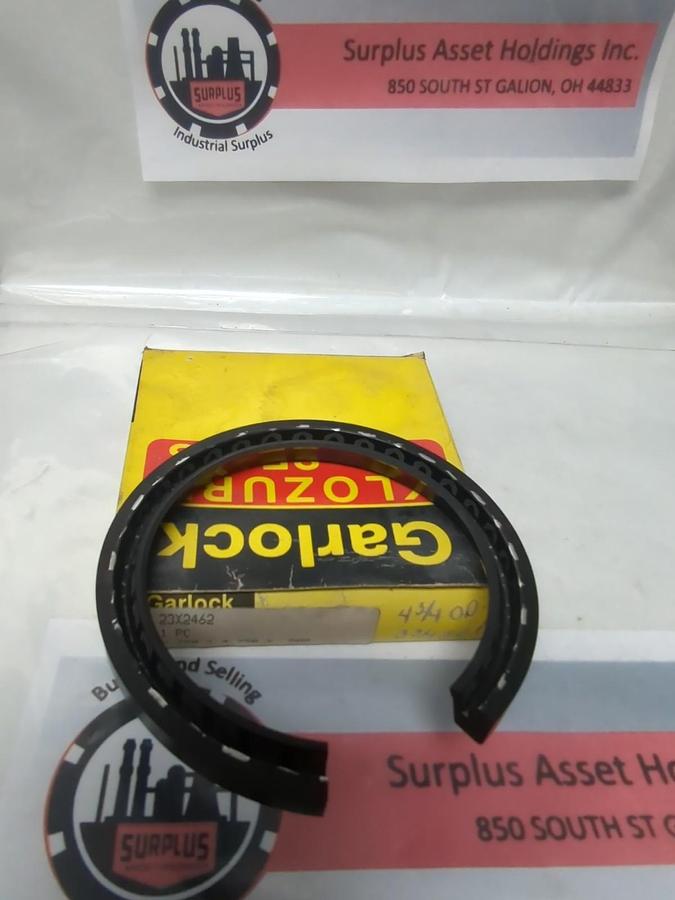 Surplus Asset Holdings Inc.
850 SOUTH ST GALION, OH 44833
SURPLUS
Industrial Surplus
KLOZURE
Garlock
Garlock
23X2462
1 PC
4 3/4 OD
Selling
SURPLUS
Surplus Asset
850 SOUTH ST